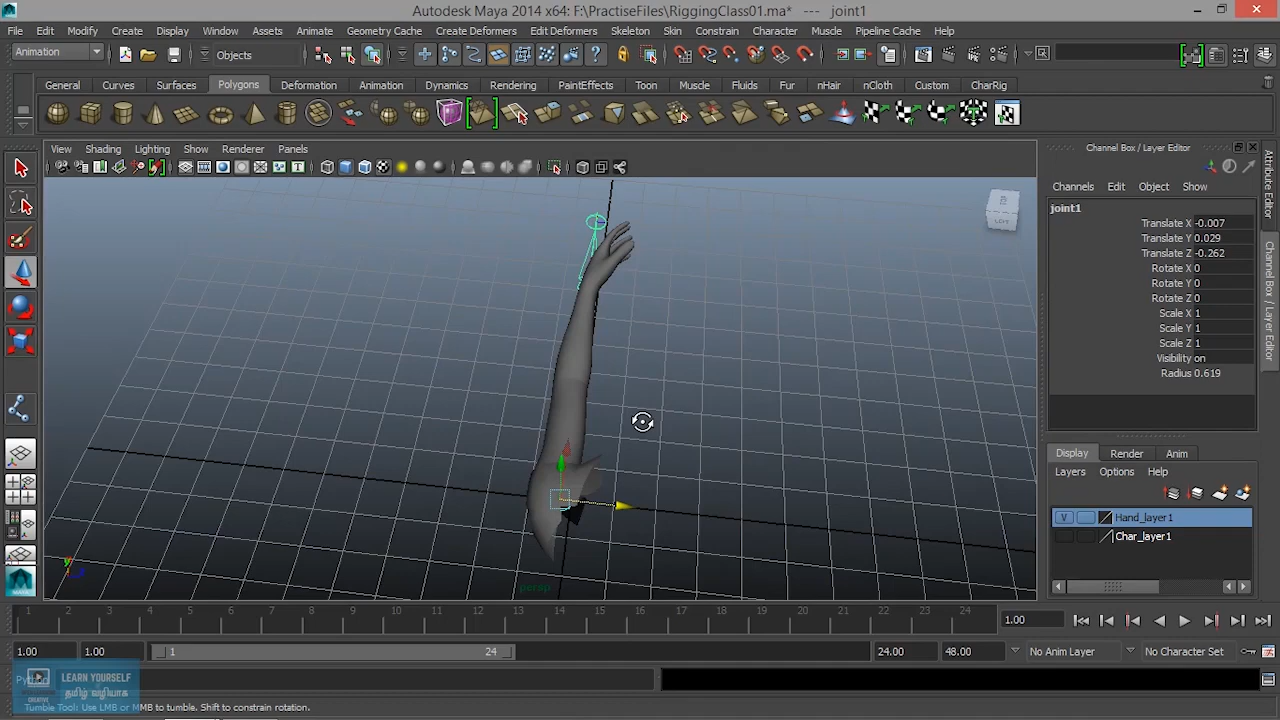 Autodesk Maya 2014 x64: F:\PractiseFiles\RiggingClass01.ma* --- joint1
File Edit Modify Create Display Window Assets Animate Geometry Cache Create Deformers Edit Deformers Skeleton Skin Constrain Character Muscle Pipeline Cache Help
Animation Objects
General Curves Surfaces Polygons Deformation Animation Dynamics Rendering PaintEffects Toon Muscle Fluids Fur nHair nCloth Custom CharRig
View Shading Lighting Show Renderer Panels
Channel Box / Layer Editor
Channels Edit Object Show
joint1
Translate X -0.007
Translate Y 0.029
Translate Z -0.262
Rotate X 0
Rotate Y 0
Rotate Z 0
Scale X 1
Scale Y 1
Scale Z 1
Visibility on
Radius 0.619
Attribute Editor
Channel Box / Layer Editor
Display Render Anim
Layers Options Help
V Hand_layer1
Char_layer1
persp
1 2 3 4 5 6 7 8 9 10 11 12 13 14 15 16 17 18 19 20 21 22 23 24 1.00
1.00 1.00 1 24 24.00 48.00 No Anim Layer No Character Set
LEARN YOURSELF
தமிழ் வழியாக
CREATIVE
Tumble Tool: Use LMB or MMB to tumble. Shift to constrain rotation.